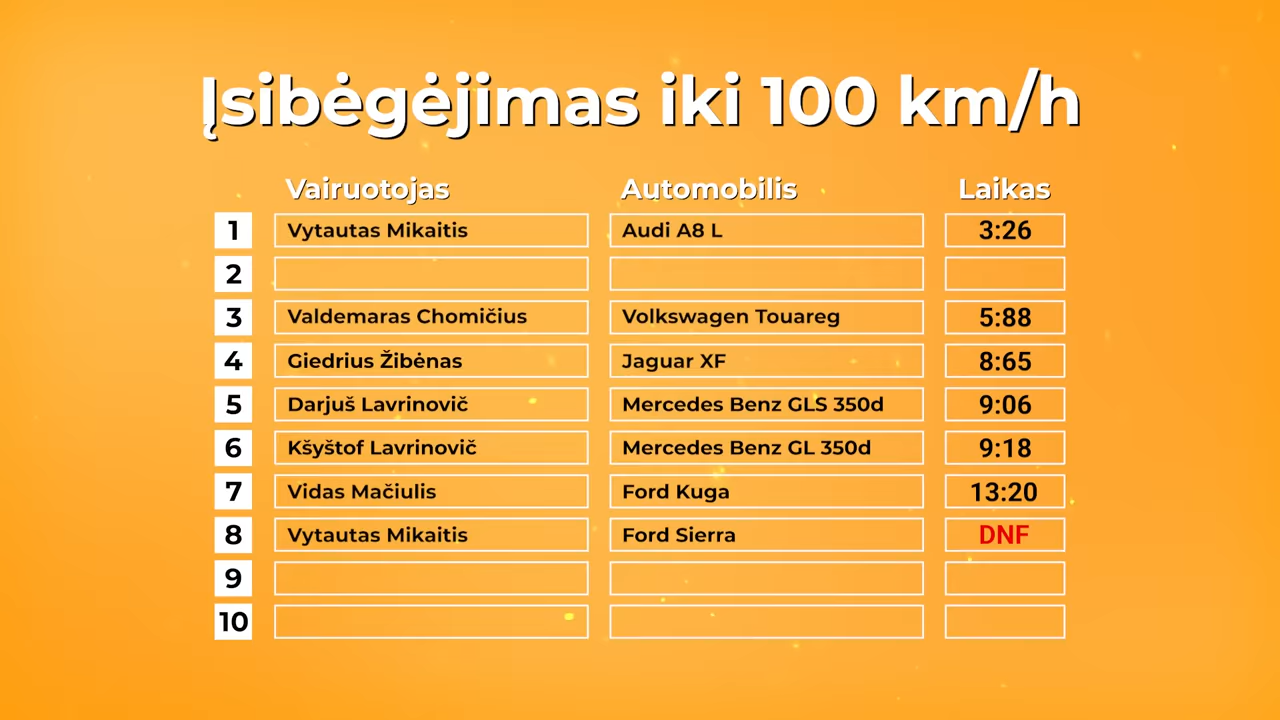 Įsibėgėjimas iki 100 km/h
Vairuotojas Automobilis Laikas
1 Vytautas Mikaitis Audi A8 L 3:26
2
3 Valdemaras Chomičius Volkswagen Touareg 5:88
4 Giedrius Žibėnas Jaguar XF 8:65
5 Darjuš Lavrinovič Mercedes Benz GLS 350d 9:06
6 Kšyštof Lavrinovič Mercedes Benz GL 350d 9:18
7 Vidas Mačiulis Ford Kuga 13:20
8 Vytautas Mikaitis Ford Sierra DNF
9
10